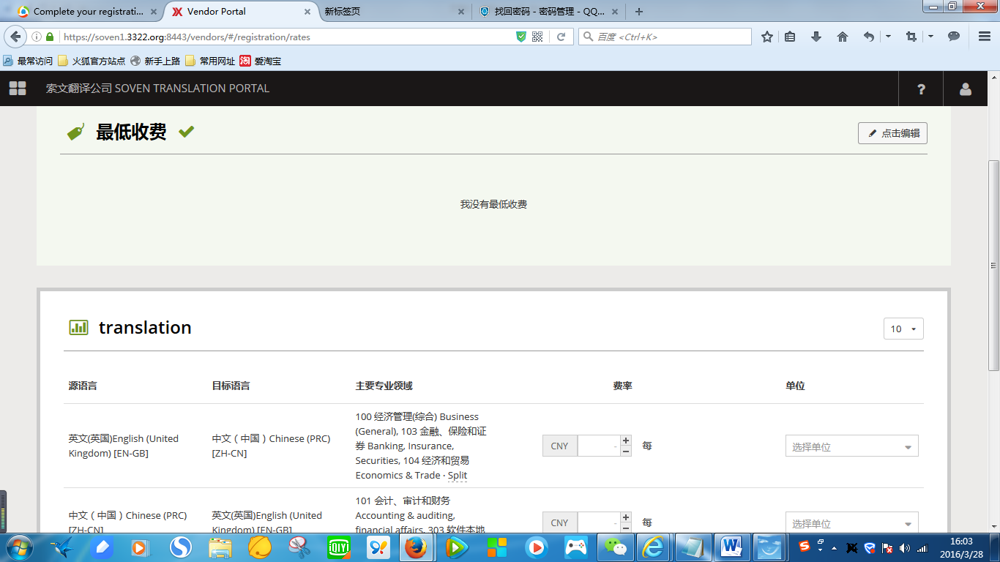 Complete your registrati...
Vendor Portal
新标签页
找回密码 - 密码管理 - QQ...
https://soven1.3322.org:8443/vendors/#/registration/rates
百度 <Ctrl+K>
最常访问
火狐官方站点
新手上路
常用网址
淘
爱淘宝
索文翻译公司 SOVEN TRANSLATION PORTAL
?
最低收费
点击编辑
我没有最低收费
translation
10
源语言
目标语言
主要专业领域
费率
单位
英文(英国)English (United
Kingdom) [EN-GB]
中文 ( 中国 ) Chinese (PRC)
[ZH-CN]
100 经济管理(综合) Business
(General), 103 金融、保险和证
券 Banking, Insurance,
Securities, 104 经济和贸易
Economics & Trade · Split
CNY
-
每
选择单位
中文 ( 中国 ) Chinese (PRC)
[ZH-CN]
英文(英国)English (United
Kingdom) [EN-GB]
101 会计、审计和财务
Accounting & auditing,
financial affairs, 303 软件本地
CNY
-
每
选择单位
iQIYI
16:03
2016/3/28